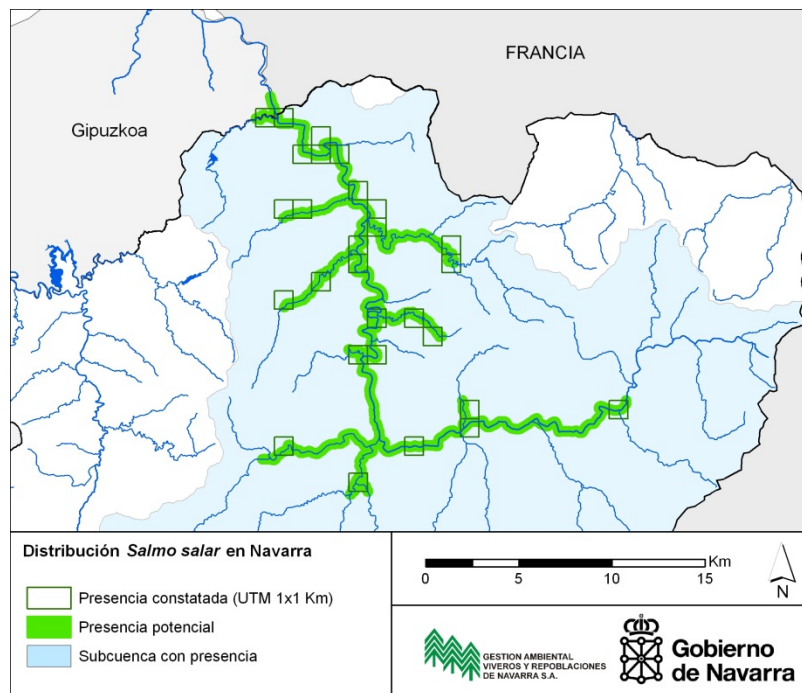 FRANCIA
Gipuzkoa
Distribución Salmo salar en Navarra
Presencia constatada (UTM 1x1 Km)
Presencia potencial
Subcuenca con presencia
Km
0 5 10 15
N
GESTION AMBIENTAL
VIVEROS Y REPOBLACIONES
DE NAVARRA S.A.
Gobierno
de Navarra